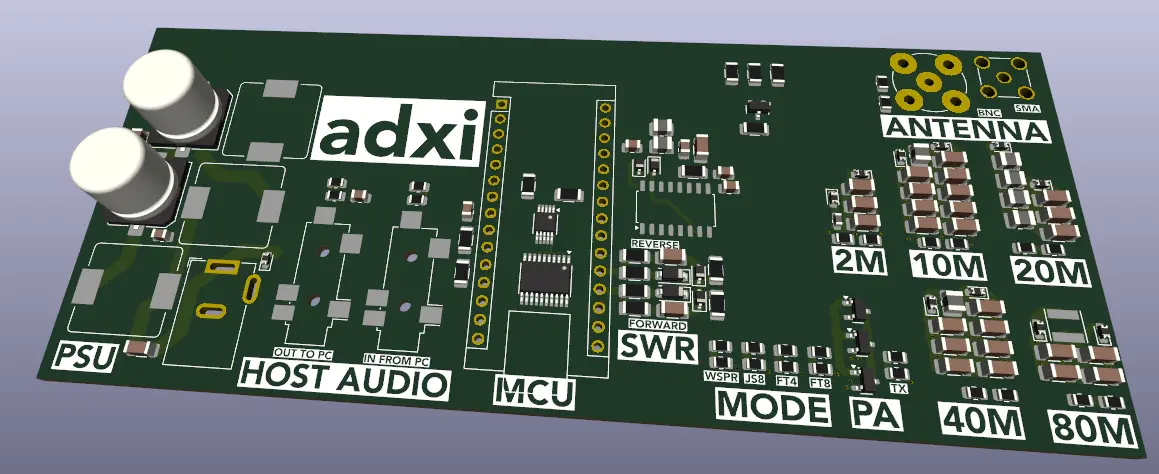 adxi
BNC
SMA
ANTENNA
REVERSE
2M
10M
20M
FORWARD
SWR
PSU
OUT TO PC
IN FROM PC
HOST AUDIO
MCU
WSPR
JS8
FT4
FT8
TX
MODE
PA
40M
80M